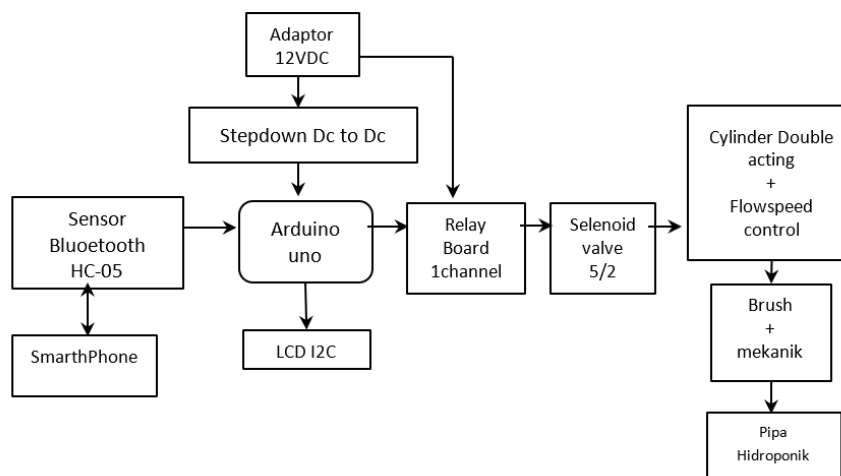 Adaptor
12VDC
Stepdown Dc to Dc
Sensor
Bluoetooth
HC-05
Arduino
uno
Relay
Board
1channel
Selenoid
valve
5/2
Cylinder Double
acting
+
Flowspeed
control
SmarthPhone
LCD I2C
Brush
+
mekanik
Pipa
Hidroponik